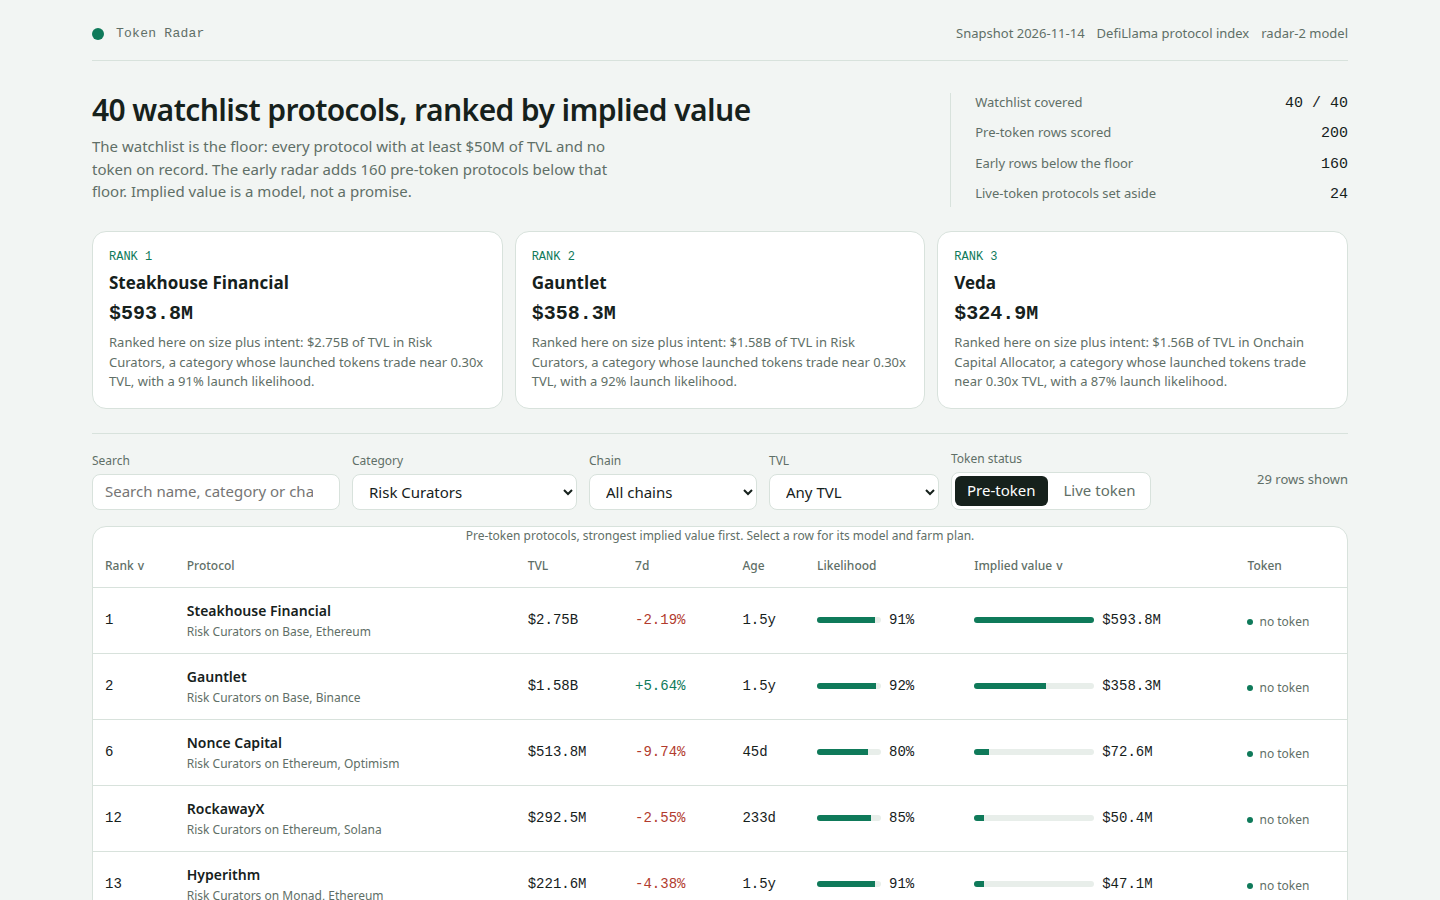 Token Radar
Snapshot 2026-11-14 DefiLlama protocol index radar-2 model
40 watchlist protocols, ranked by implied value
The watchlist is the floor: every protocol with at least $50M of TVL and no
token on record. The early radar adds 160 pre-token protocols below that
floor. Implied value is a model, not a promise.
Watchlist covered 40 / 40
Pre-token rows scored 200
Early rows below the floor 160
Live-token protocols set aside 24
RANK 1
Steakhouse Financial
$593.8M
Ranked here on size plus intent: $2.75B of TVL in Risk
Curators, a category whose launched tokens trade near 0.30x
TVL, with a 91% launch likelihood.
RANK 2
Gauntlet
$358.3M
Ranked here on size plus intent: $1.58B of TVL in Risk
Curators, a category whose launched tokens trade near 0.30x
TVL, with a 92% launch likelihood.
RANK 3
Veda
$324.9M
Ranked here on size plus intent: $1.56B of TVL in Onchain
Capital Allocator, a category whose launched tokens trade
near 0.30x TVL, with a 87% launch likelihood.
Search Category Chain TVL Token status
Search name, category or cha Risk Curators All chains Any TVL Pre-token Live token 29 rows shown
Pre-token protocols, strongest implied value first. Select a row for its model and farm plan.
Rank v Protocol TVL 7d Age Likelihood Implied value v Token
1 Steakhouse Financial $2.75B -2.19% 1.5y 91% $593.8M no token
Risk Curators on Base, Ethereum
2 Gauntlet $1.58B +5.64% 1.5y 92% $358.3M no token
Risk Curators on Base, Binance
6 Nonce Capital $513.8M -9.74% 45d 80% $72.6M no token
Risk Curators on Ethereum, Optimism
12 RockawayX $292.5M -2.55% 233d 85% $50.4M no token
Risk Curators on Ethereum, Solana
13 Hyperithm $221.6M -4.38% 1.5y 91% $47.1M no token
Risk Curators on Monad, Ethereum